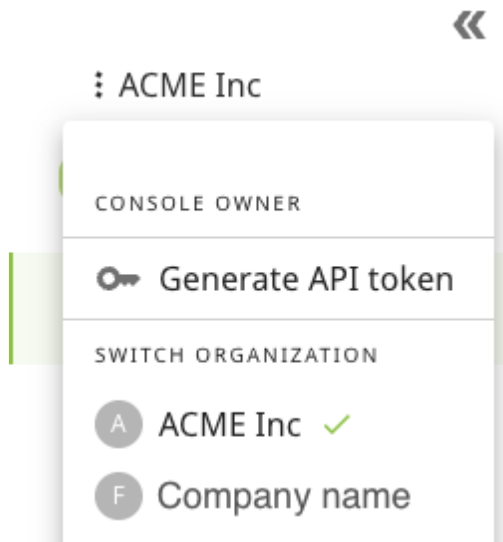 ACME Inc
CONSOLE OWNER
Generate API token
SWITCH ORGANIZATION
A ACME Inc
F Company name